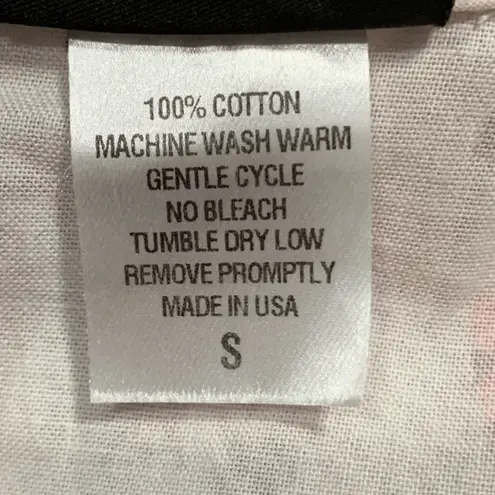 100% COTTON
MACHINE WASH WARM
GENTLE CYCLE
NO BLEACH
TUMBLE DRY LOW
REMOVE PROMPTLY
MADE IN USA
S